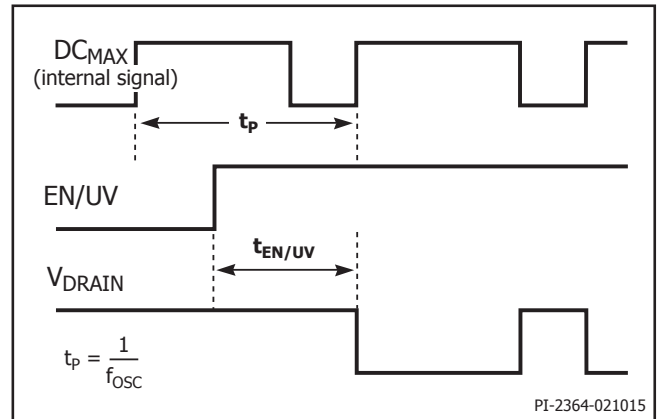 DCMAX
(internal signal)
tP
EN/UV
tEN/UV
VDRAIN
tP = 1
fOSC
PI-2364-021015